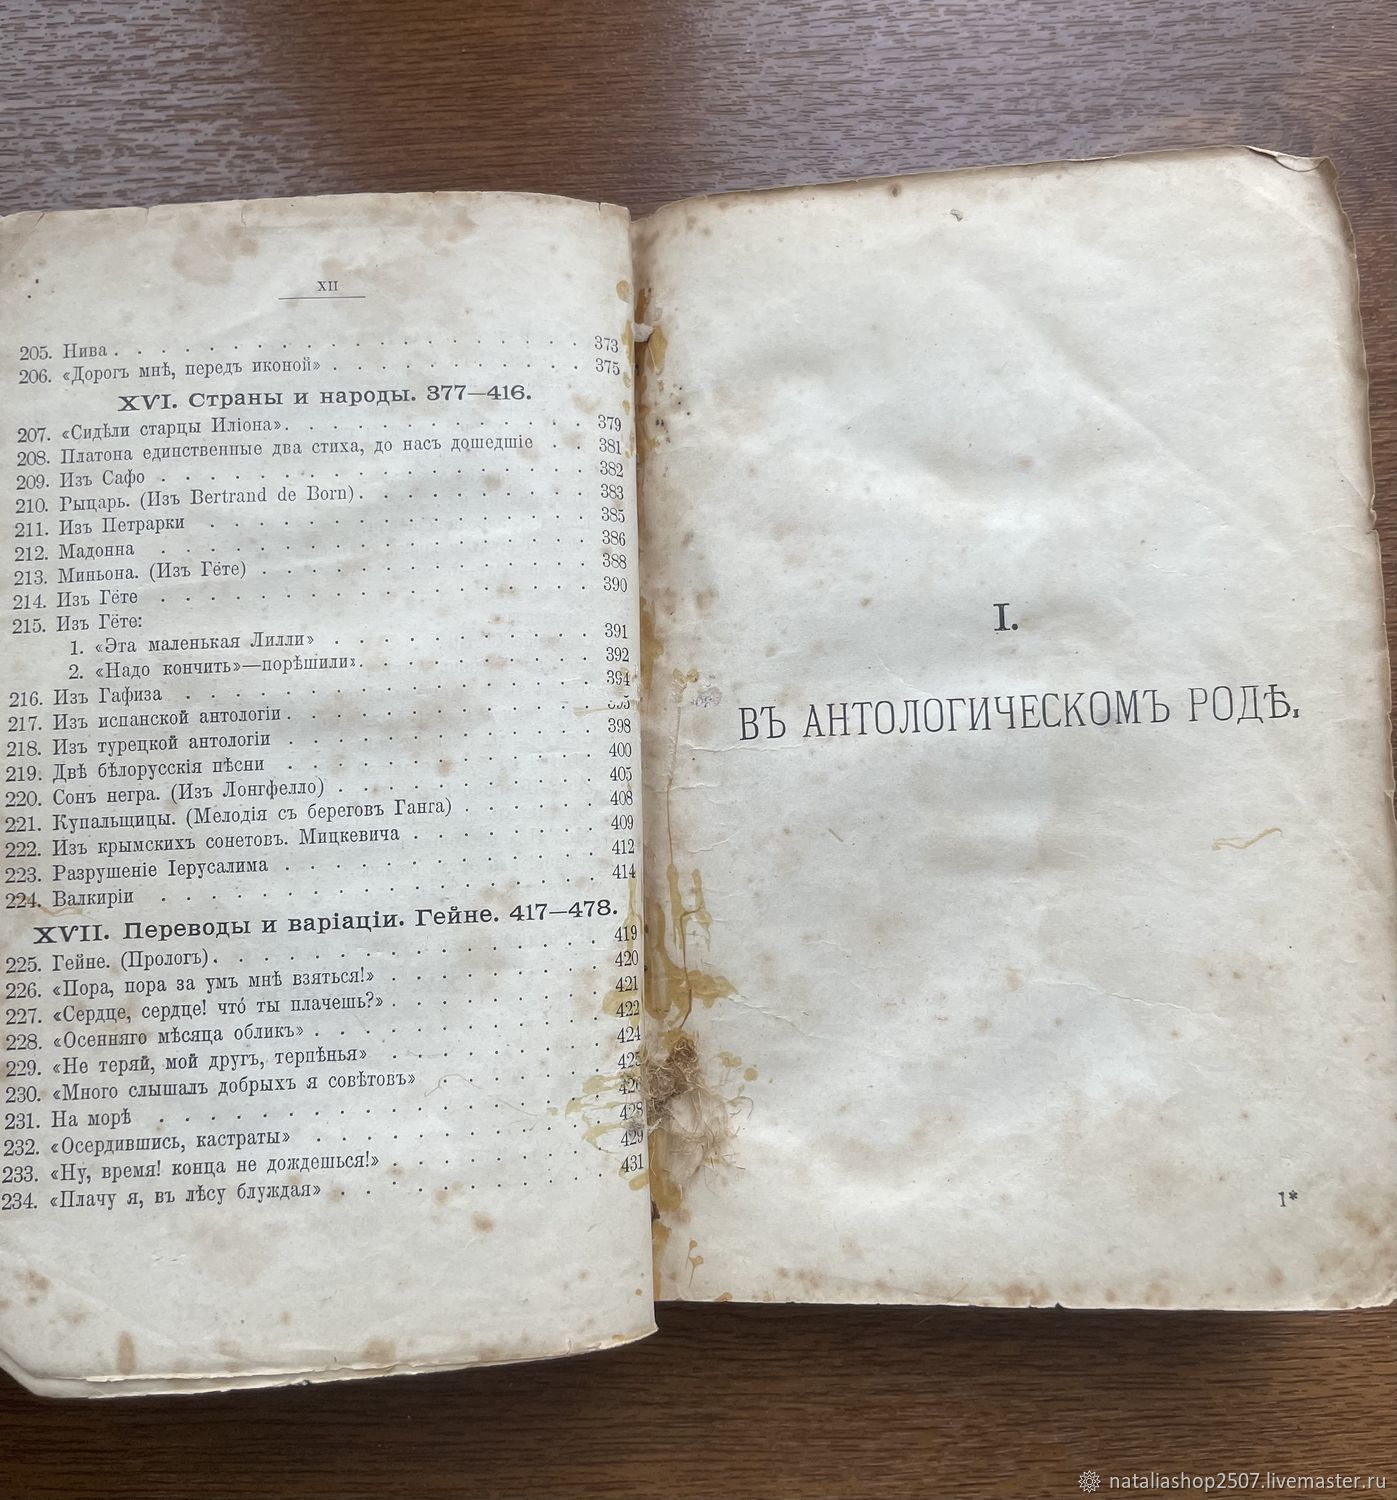 XII
205. Нива . . . . . . . . . . . . . . . . . . . . 373
206. «Дорогъ мнѣ, передъ иконой» . . . . . . . . . . . 375
XVI. Страны и народы. 377—416.
207. «Сидѣли старцы Иліона». . . . . . . . . . . . . 379
208. Платона единственные два стиха, до насъ дошедшіе . . 381
209. Изъ Сафо . . . . . . . . . . . . . . . . . . 382
210. Рыцарь. (Изъ Bertrand de Born). . . . . . . . . . 383
211. Изъ Петрарки . . . . . . . . . . . . . . . . 385
212. Мадонна . . . . . . . . . . . . . . . . . . 386
213. Миньона. (Изъ Гёте) . . . . . . . . . . . . . . 388
214. Изъ Гёте . . . . . . . . . . . . . . . . . . 390
215. Изъ Гёте:
1. «Эта маленькая Лилли» . . . . . . . . . . . 391
2. «Надо кончить»—порѣшили». . . . . . . . . . 392
216. Изъ Гафиза . . . . . . . . . . . . . . . . . 394
217. Изъ испанской антологіи . . . . . . . . . . . . 395
218. Изъ турецкой антологіи . . . . . . . . . . . . 398
219. Двѣ бѣлорусскія пѣсни . . . . . . . . . . . . 400
220. Сонъ негра. (Изъ Лонгфелло) . . . . . . . . . . 405
221. Купальщицы. (Мелодія съ береговъ Ганга) . . . . . . 408
222. Изъ крымскихъ сонетовъ. Мицкевича . . . . . . . . 409
223. Разрушеніе Іерусалима . . . . . . . . . . . . . 412
224. Валкиріи . . . . . . . . . . . . . . . . . . 414
XVII. Переводы и варіаціи. Гейне. 417—478.
225. Гейне. (Прологъ). . . . . . . . . . . . . . . . 419
226. «Пора, пора за умъ мнѣ взяться!» . . . . . . . . . 420
227. «Сердце, сердце! что́ ты плачешь?» . . . . . . . . . 421
228. «Осенняго мѣсяца обликъ» . . . . . . . . . . . . 422
229. «Не теряй, мой другъ, терпѣнья» . . . . . . . . . 424
230. «Много слышалъ добрыхъ я совѣтовъ» . . . . . . . 425
231. На морѣ . . . . . . . . . . . . . . . . . . 426
232. «Осердившись, кастраты» . . . . . . . . . . . . 428
233. «Ну, время! конца не дождешься!» . . . . . . . . . 429
234. «Плачу я, въ лѣсу блуждая» . . . . . . . . . . . 431
I.
ВЪ АНТОЛОГИЧЕСКОМЪ РОДѢ.
1*
nataliashop2507.livemaster.ru